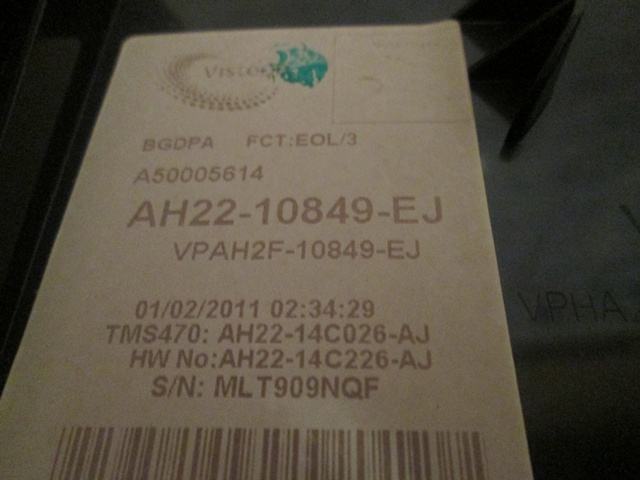 BGDPA FCT:EOL/3
A50005614
AH22-10849-EJ
VPAH2F-10849-EJ
01/02/2011 02:34:29
TMS470: AH22-14C026-AJ
HW No:AH22-14C226-AJ
S/N: MLT909NQF
VPHA